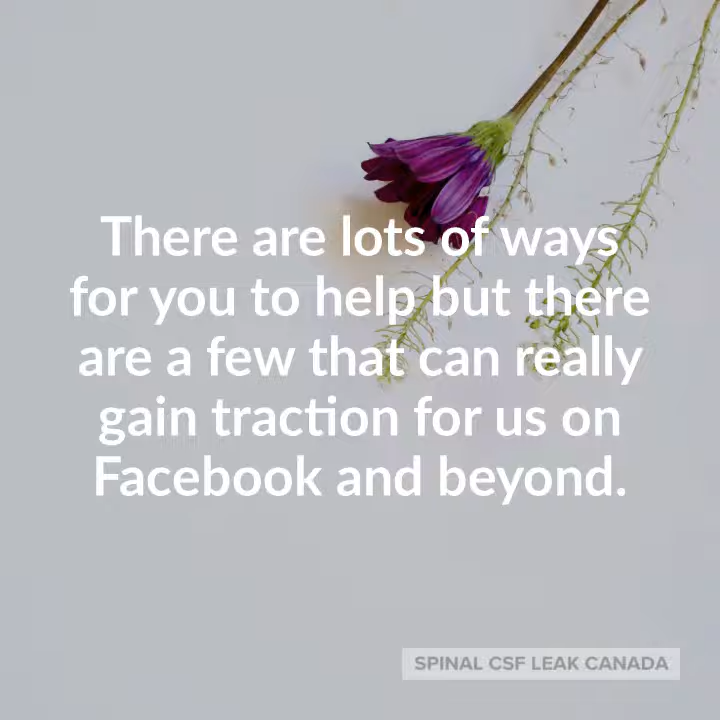 There are lots of ways
for you to help but there
are a few that can really
gain traction for us on
Facebook and beyond.
SPINAL CSF LEAK CANADA